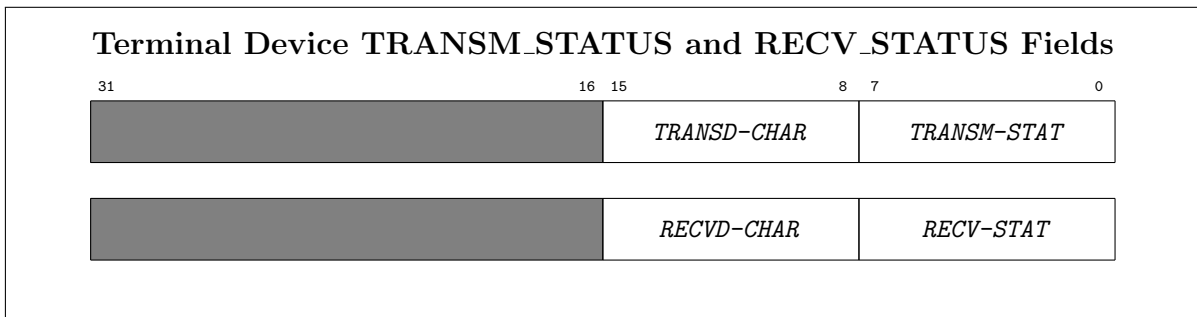 Terminal Device TRANSM_STATUS and RECV_STATUS Fields
31 16 15 8 7 0
TRANSD-CHAR TRANSM-STAT
RECVD-CHAR RECV-STAT